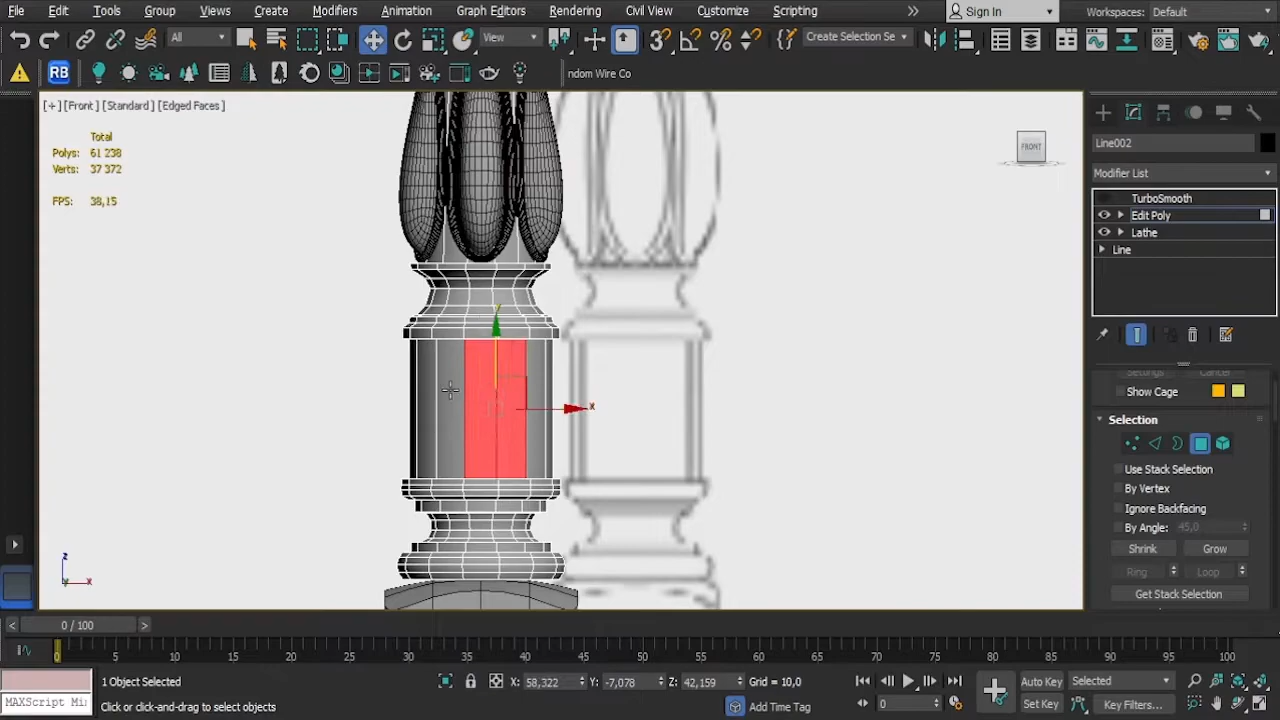 File Edit Tools Group Views Create Modifiers Animation Graph Editors Rendering Civil View Customize Scripting Sign In Workspaces: Default
All View Create Selection Se
RB ndom Wire Co
[+] [Front] [Standard] [Edged Faces]
Total
Polys: 61 238
Verts: 37 372
FPS: 38,15
FRONT
Line002
Modifier List
TurboSmooth
Edit Poly
Lathe
Line
Settings Cancel
Show Cage
Selection
Use Stack Selection
By Vertex
Ignore Backfacing
By Angle: 45,0
Shrink Grow
Ring Loop
Get Stack Selection
y
x
z
x
0 / 100
0 5 10 15 20 25 30 35 40 45 50 55 60 65 70 75 80 85 90 95 100
1 Object Selected X: 58,322 Y: -7,078 Z: 42,159 Grid = 10,0 Auto Key Selected
MAXScript Mi Click or click-and-drag to select objects Add Time Tag 0 Set Key Key Filters...